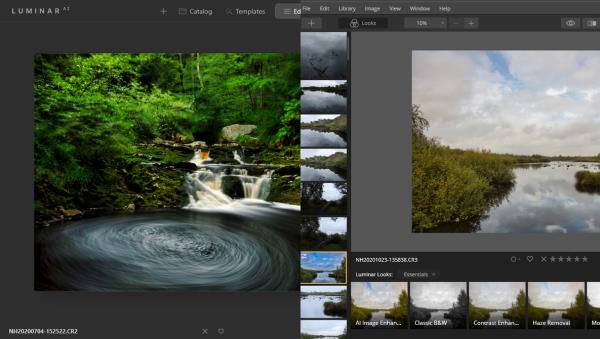 LUMINAR AI
Catalog
Templates
Ed
NH20200704-152522.CR2
File Edit Library Image View Window Help
Looks
10%
NH20201023-135838.CR3
Luminar Looks: Essentials
AI Image Enhan...
Classic B&W
Contrast Enhan...
Haze Removal
Mo